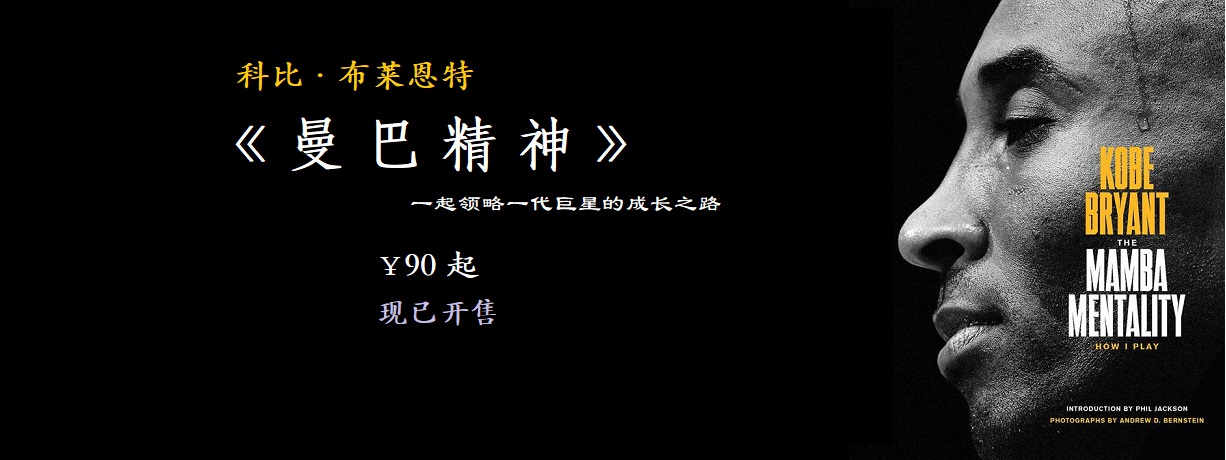 科比·布莱恩特
《曼巴精神》
一起领略一代巨星的成长之路
￥90 起
现已开售
KOBE
BRYANT
THE
MAMBA
MENTALITY
HOW I PLAY
INTRODUCTION BY PHIL JACKSON
PHOTOGRAPHS BY ANDREW D. BERNSTEIN